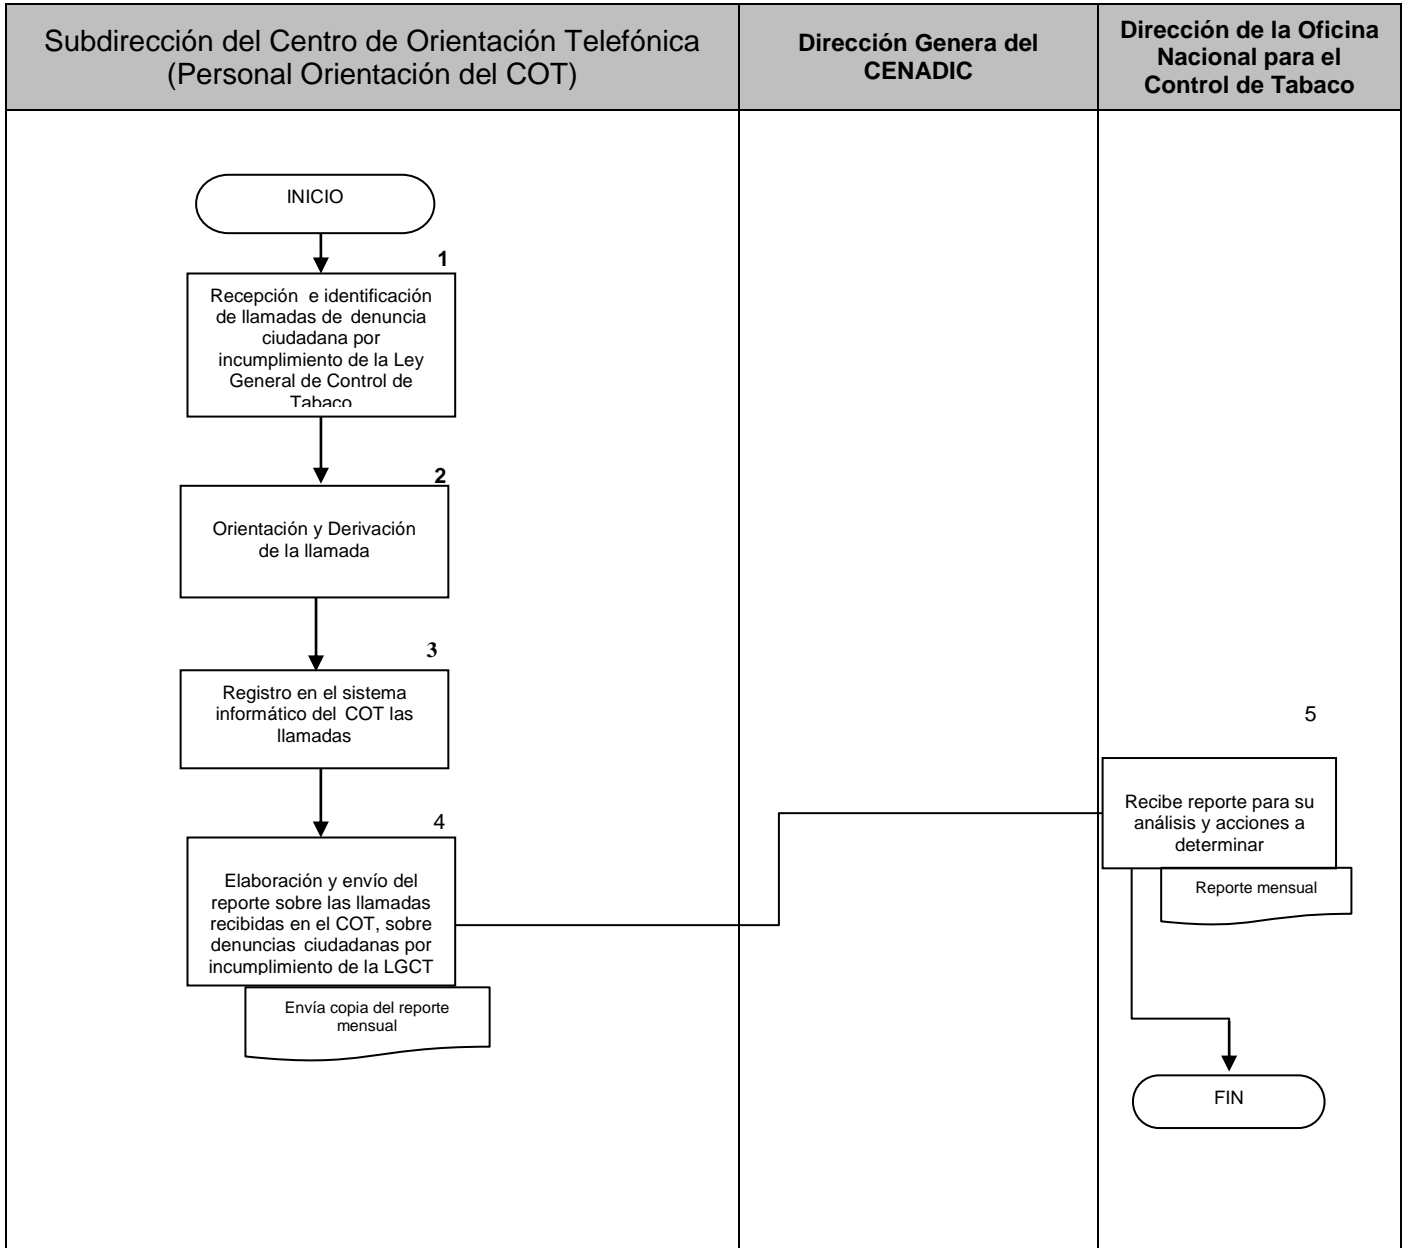 Subdirección del Centro de Orientación Telefónica
(Personal Orientación del COT)
Dirección Genera del
CENADIC
Dirección de la Oficina
Nacional para el
Control de Tabaco
INICIO
1
Recepción e identificación
de llamadas de denuncia
ciudadana por
incumplimiento de la Ley
General de Control de
Tabaco
2
Orientación y Derivación
de la llamada
3
Registro en el sistema
informático del COT las
llamadas
4
Elaboración y envío del
reporte sobre las llamadas
recibidas en el COT, sobre
denuncias ciudadanas por
incumplimiento de la LGCT
Envía copia del reporte
mensual
5
Recibe reporte para su
análisis y acciones a
determinar
Reporte mensual
FIN